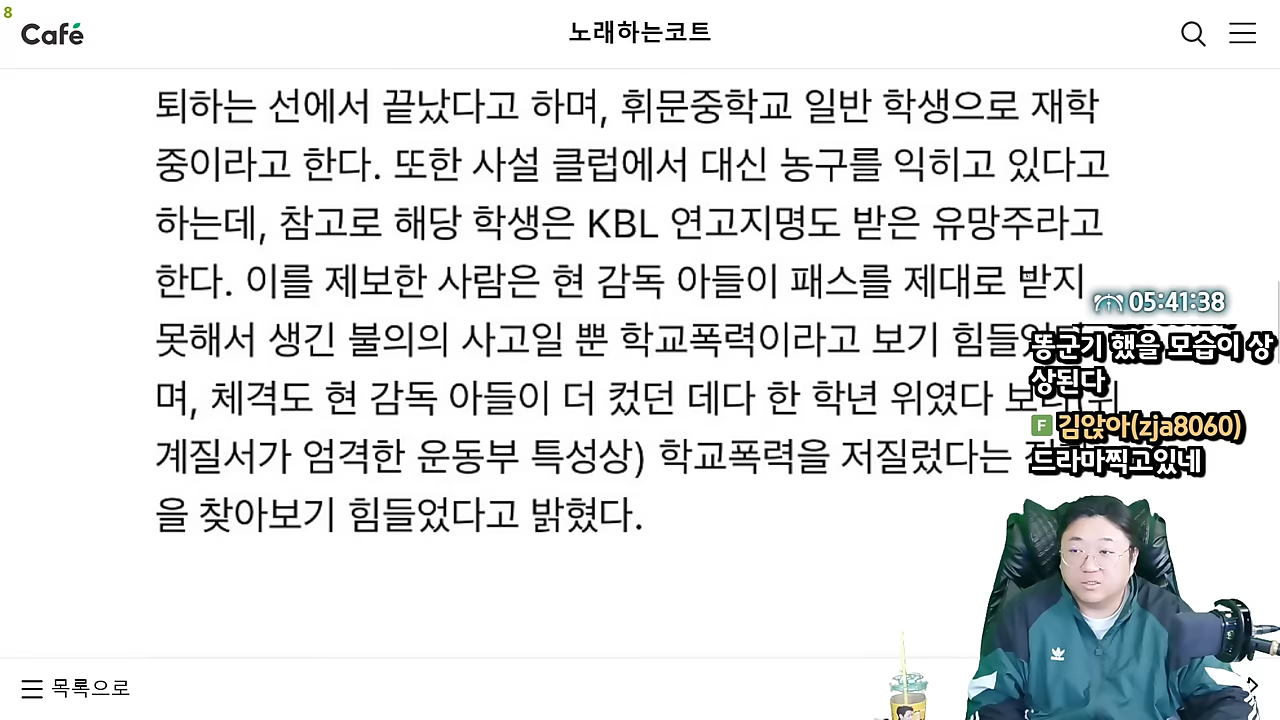 8
Café
노래하는코트
퇴하는 선에서 끝났다고 하며, 휘문중학교 일반 학생으로 재학
중이라고 한다. 또한 사설 클럽에서 대신 농구를 익히고 있다고
하는데, 참고로 해당 학생은 KBL 연고지명도 받은 유망주라고
한다. 이를 제보한 사람은 현 감독 아들이 패스를 제대로 받지
못해서 생긴 불의의 사고일 뿐 학교폭력이라고 보기 힘들
며, 체격도 현 감독 아들이 더 컸던 데다 한 학년 위였다
계질서가 엄격한 운동부 특성상) 학교폭력을 저질렀다는
을 찾아보기 힘들었다고 밝혔다.
05:41:38
똥군기 했을 모습이 상
상된다
F 김앉아(zja8060)
드라마찍고있네
목록으로